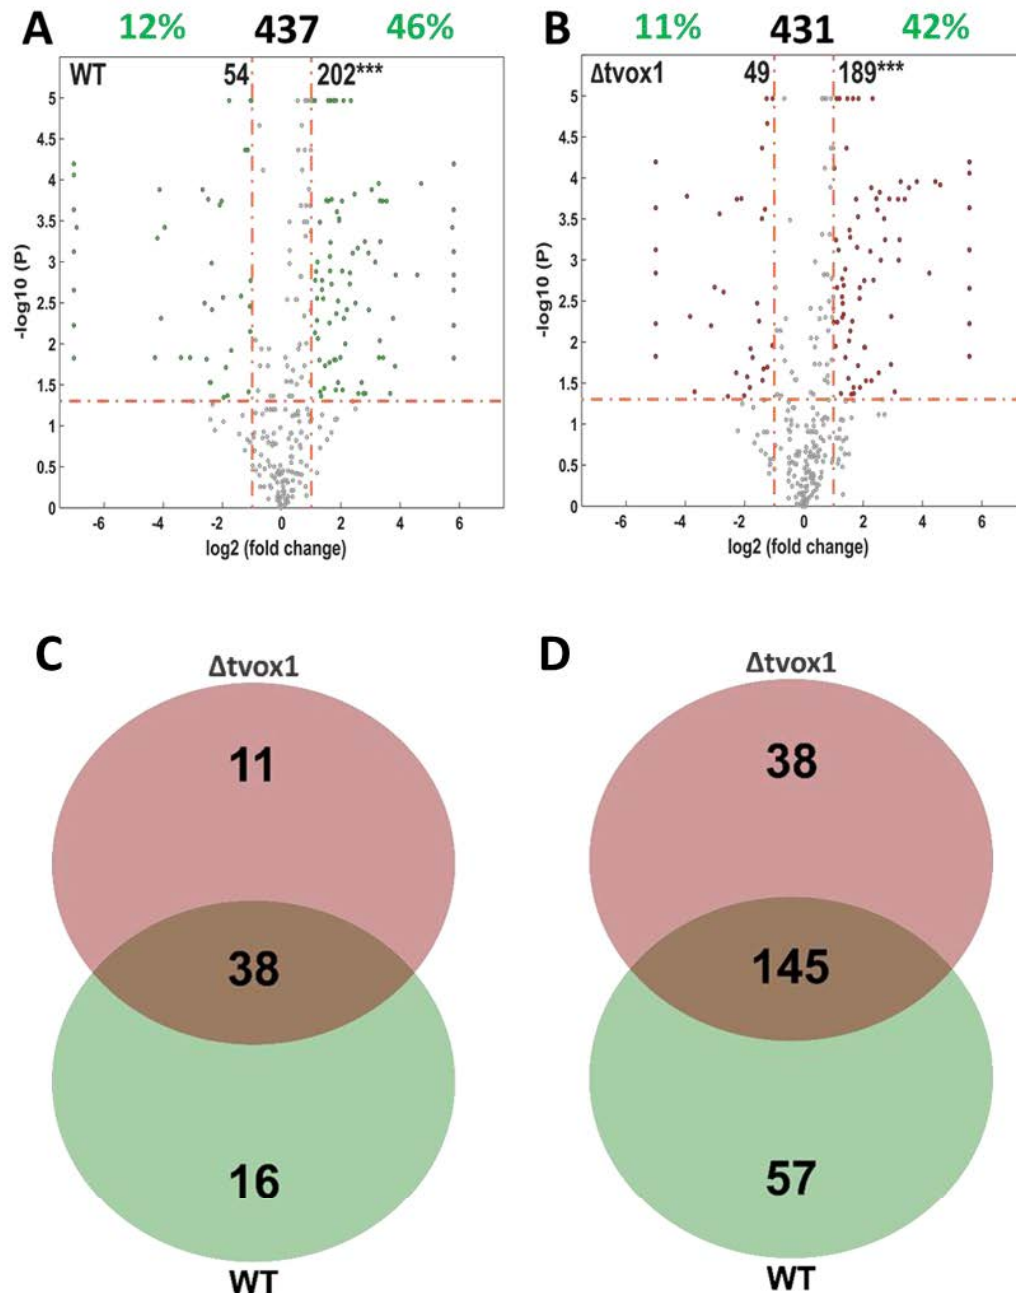 A 12% 437 46%
WT 54 202***
5
4.5
4
3.5
3
2.5
2
1.5
1
0.5
0
-log10 (P)
-6 -4 -2 0 2 4 6
log2 (fold change)
B 11% 431 42%
Δtvox1 49 189***
5
4.5
4
3.5
3
2.5
2
1.5
1
0.5
0
-log10 (P)
-6 -4 -2 0 2 4 6
log2 (fold change)
C
Δtvox1
11
38
16
WT
D
Δtvox1
38
145
57
WT